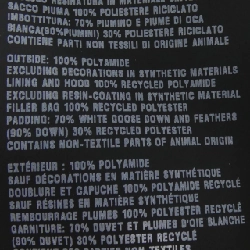 SACCO PIUMA 100% POLIESTERE RICICLATO
IMBOTTITURA: 70% PIUMINO E PIUME DI OCA
BIANCA(90%PIUMINI) 30% POLIESTERE RICICLATO
CONTIENE PARTI NON TESSILI DI ORIGINE ANIMALE
OUTSIDE: 100% POLYAMIDE
EXCLUDING DECORATIONS IN SYNTHETIC MATERIALS
LINING AND HOOD 100% RECYCLED POLYAMIDE
EXCLUDING RESIN-COATING IN SYNTHETIC MATERIAL
FILLER BAG 100% RECYCLED POLYESTER
PADDING: 70% WHITE GOOSE DOWN AND FEATHERS
(90% DOWN) 30% RECYCLED POLYESTER
CONTAINS NON-TEXTILE PARTS OF ANIMAL ORIGIN
EXTÉRIEUR : 100% POLYAMIDE
SAUF DÉCORATIONS EN MATIÈRE SYNTHÉTIQUE
DOUBLURE ET CAPUCHE 100% POLYAMIDE RECYCLÉ
SAUF RÉSINES EN MATIÈRE SYNTHÉTIQUE
REMBOURRAGE PLUMES 100% POLYESTER RECYCLÉ
GARNITURE: 70% DUVET ET PLUMES D'OIE BLANCHE
(90% DUVET) 30% POLYESTER RECYCLÉ